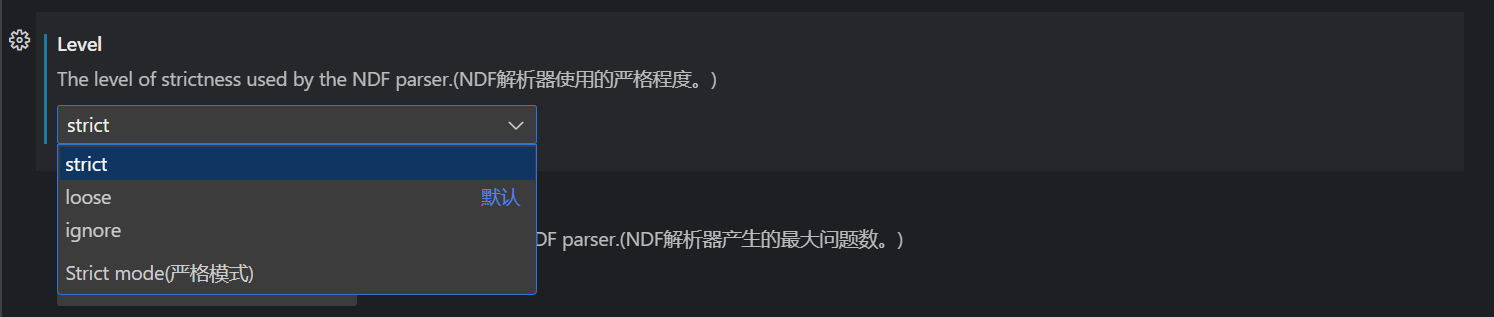 Level
The level of strictness used by the NDF parser.(NDF解析器使用的严格程度。)
strict
strict
loose 默认
ignore
DF parser.(NDF解析器产生的最大问题数。)
Strict mode(严格模式)